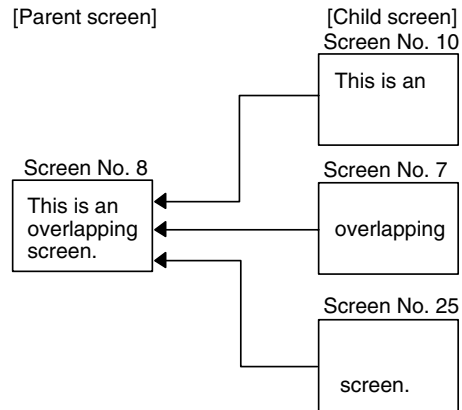 [Parent screen]
[Child screen]
Screen No. 10
This is an
Screen No. 8
This is an
overlapping
screen.
Screen No. 7
overlapping
Screen No. 25
screen.